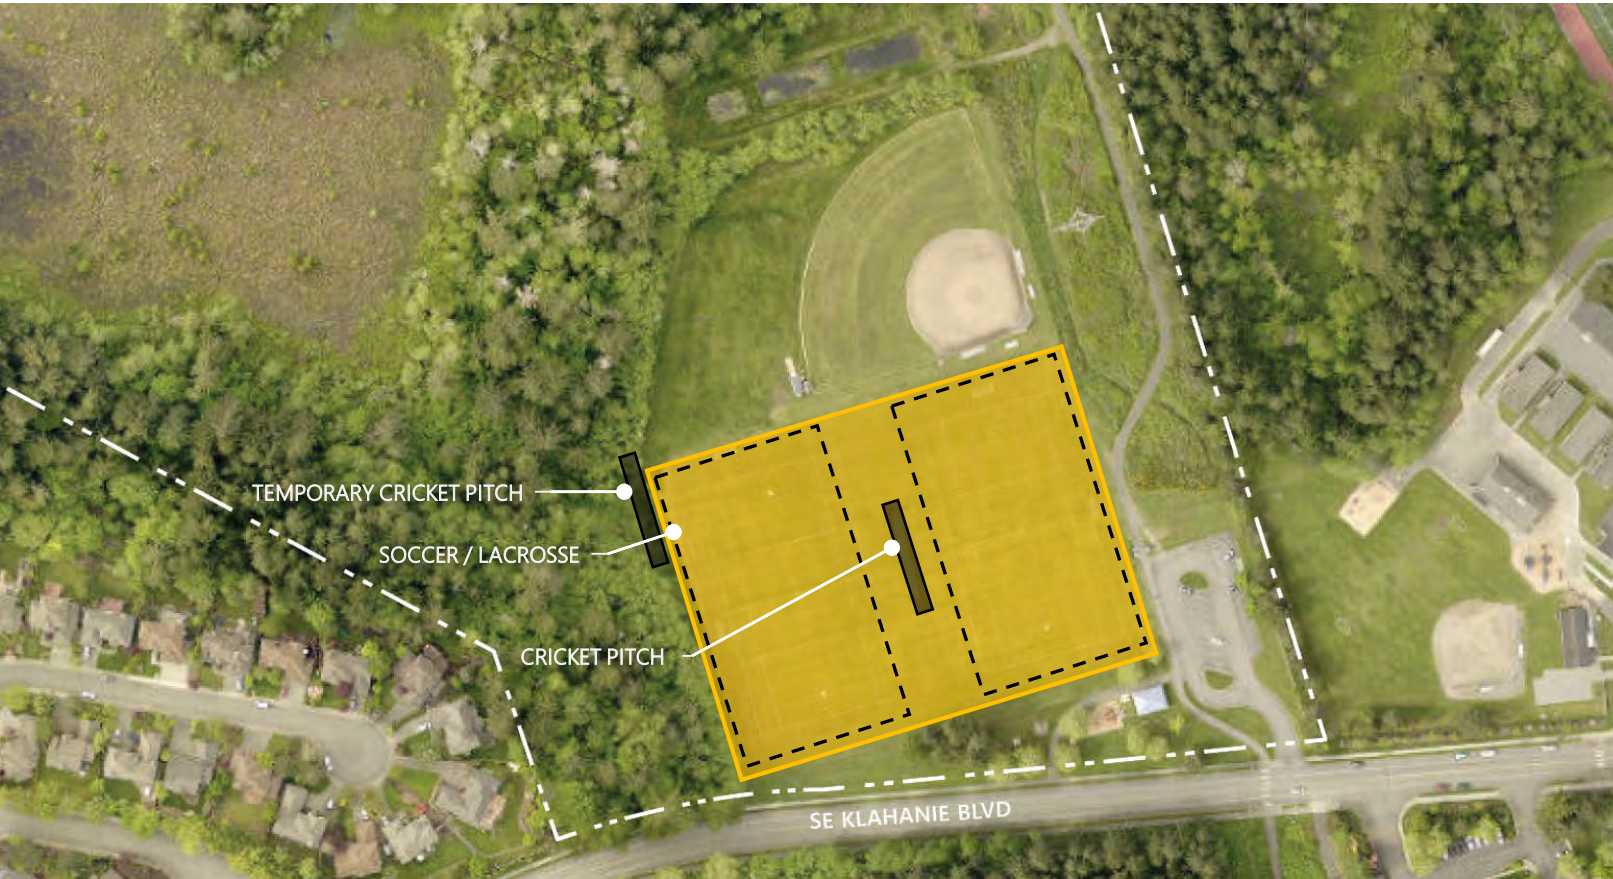 TEMPORARY CRICKET PITCH
SOCCER / LACROSSE
CRICKET PITCH
SE KLAHANIE BLVD